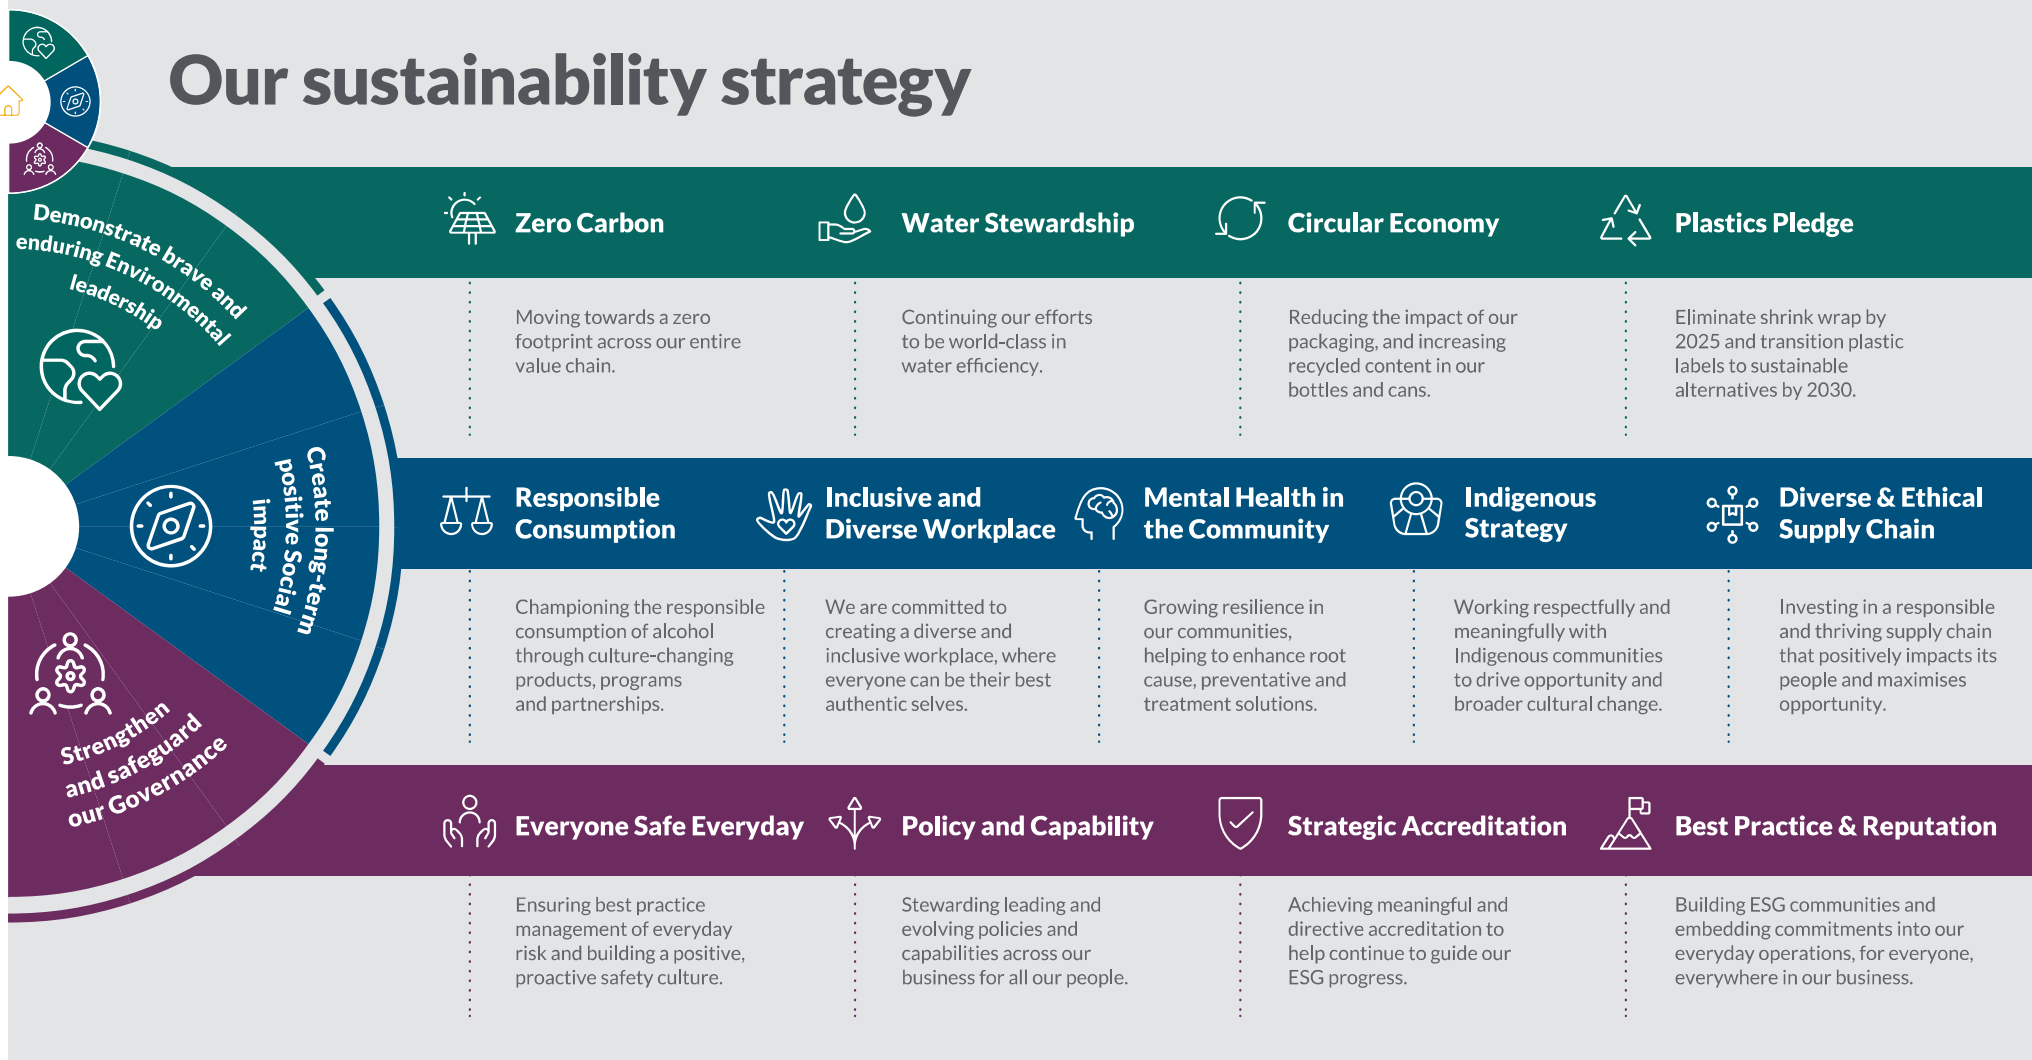 Our sustainability strategy
Demonstrate brave and
enduring Environmental
leadership
Zero Carbon
Water Stewardship
Circular Economy
Plastics Pledge
Moving towards a zero
footprint across our entire
value chain.
Continuing our efforts
to be world-class in
water efficiency.
Reducing the impact of our
packaging, and increasing
recycled content in our
bottles and cans.
Eliminate shrink wrap by
2025 and transition plastic
labels to sustainable
alternatives by 2030.
Create long-term
positive Social
impact
Responsible
Consumption
Inclusive and
Diverse Workplace
Mental Health in
the Community
Indigenous
Strategy
Diverse & Ethical
Supply Chain
Championing the responsible
consumption of alcohol
through culture-changing
products, programs
and partnerships.
We are committed to
creating a diverse and
inclusive workplace, where
everyone can be their best
authentic selves.
Growing resilience in
our communities,
helping to enhance root
cause, preventative and
treatment solutions.
Working respectfully and
meaningfully with
Indigenous communities
to drive opportunity and
broader cultural change.
Investing in a responsible
and thriving supply chain
that positively impacts its
people and maximises
opportunity.
Strengthen
and safeguard
our Governance
Everyone Safe Everyday
Policy and Capability
Strategic Accreditation
Best Practice & Reputation
Ensuring best practice
management of everyday
risk and building a positive,
proactive safety culture.
Stewarding leading and
evolving policies and
capabilities across our
business for all our people.
Achieving meaningful and
directive accreditation to
help continue to guide our
ESG progress.
Building ESG communities and
embedding commitments into our
everyday operations, for everyone,
everywhere in our business.